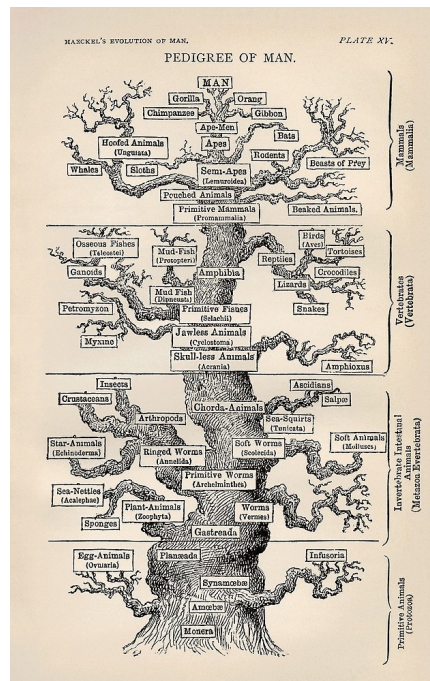 HAECKEL'S EVOLUTION OF MAN.
PLATE XV.
PEDIGREE OF MAN.
MAN
Gorilla
Orang
Chimpanzee
Gibbon
Ape-Men
Bats
Apes
Hoofed Animals
(Ungulata)
Rodents
Whales
Sloths
Semi-Apes
(Lemuroidea)
Beasts of Prey
Pouched Animals
Primitive Mammals
(Promammalia)
Beaked Animals.
Mammals
(Mammalia)
Osseous Fishes
(Teleostei)
Mud-Fish
(Protopteri)
Birds
(Aves)
Tortoises
Ganoids
Amphibia
Reptiles
Crocodiles
Lizards
Mud Fish
(Dipneusta)
Snakes
Petromyzon
Primitive Fishes
(Selachii)
Myxine
Jawless Animals
(Cyclostoma)
Skull-less Animals
(Acrania)
Amphioxus
Vertebrates
(Vertebrata)
Insects
Ascidians
Crustaceans
Chorda-Animals
Salpæ
Arthropods
Sea-Squirts
(Tunicata)
Star-Animals
(Echinoderma)
Ringed Worms
(Annelida)
Soft Worms
(Scolecida)
Soft Animals
(Mollusca)
Primitive Worms
(Archelminthes)
Sea-Nettles
(Acalephae)
Plant-Animals
(Zoophyta)
Worms
(Vermes)
Sponges
Gastreada
Invertebrate Intestinal
Animals
(Metazoa Evertebrata)
Egg-Animals
(Ovularia)
Planæada
Infusoria
Synamœbæ
Amœbæ
Monera
Primitive Animals
(Protozoa)